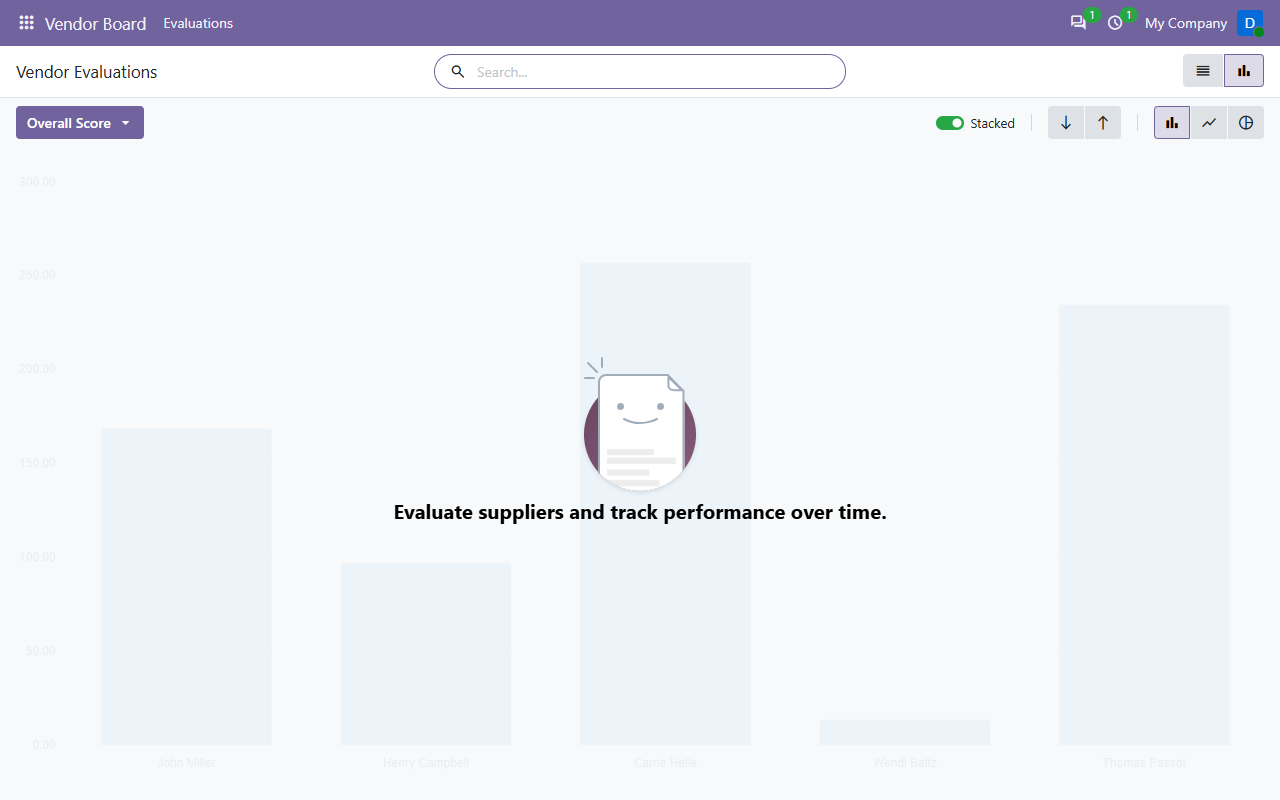 Vendor Board Evaluations 1 1 My Company D
Vendor Evaluations Search...
Overall Score Stacked
300.00
250.00
200.00
150.00
100.00
50.00
0.00
Evaluate suppliers and track performance over time.
John Miller Henry Campbell Carrie Helle Wendi Baltz Thomas Passot